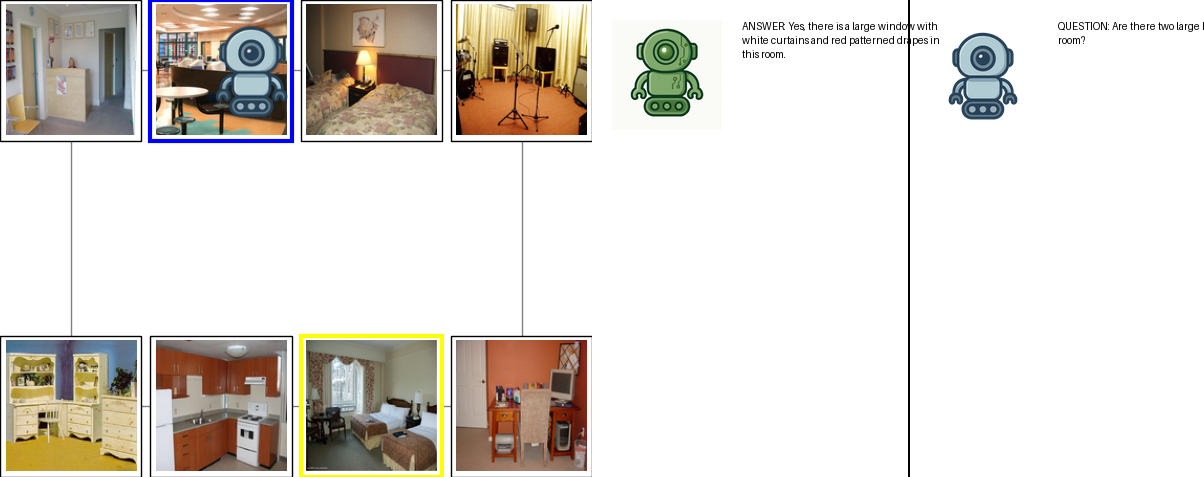 ANSWER: Yes, there is a large window with
white curtains and red patterned drapes in
this room.
QUESTION: Are there two large
room?